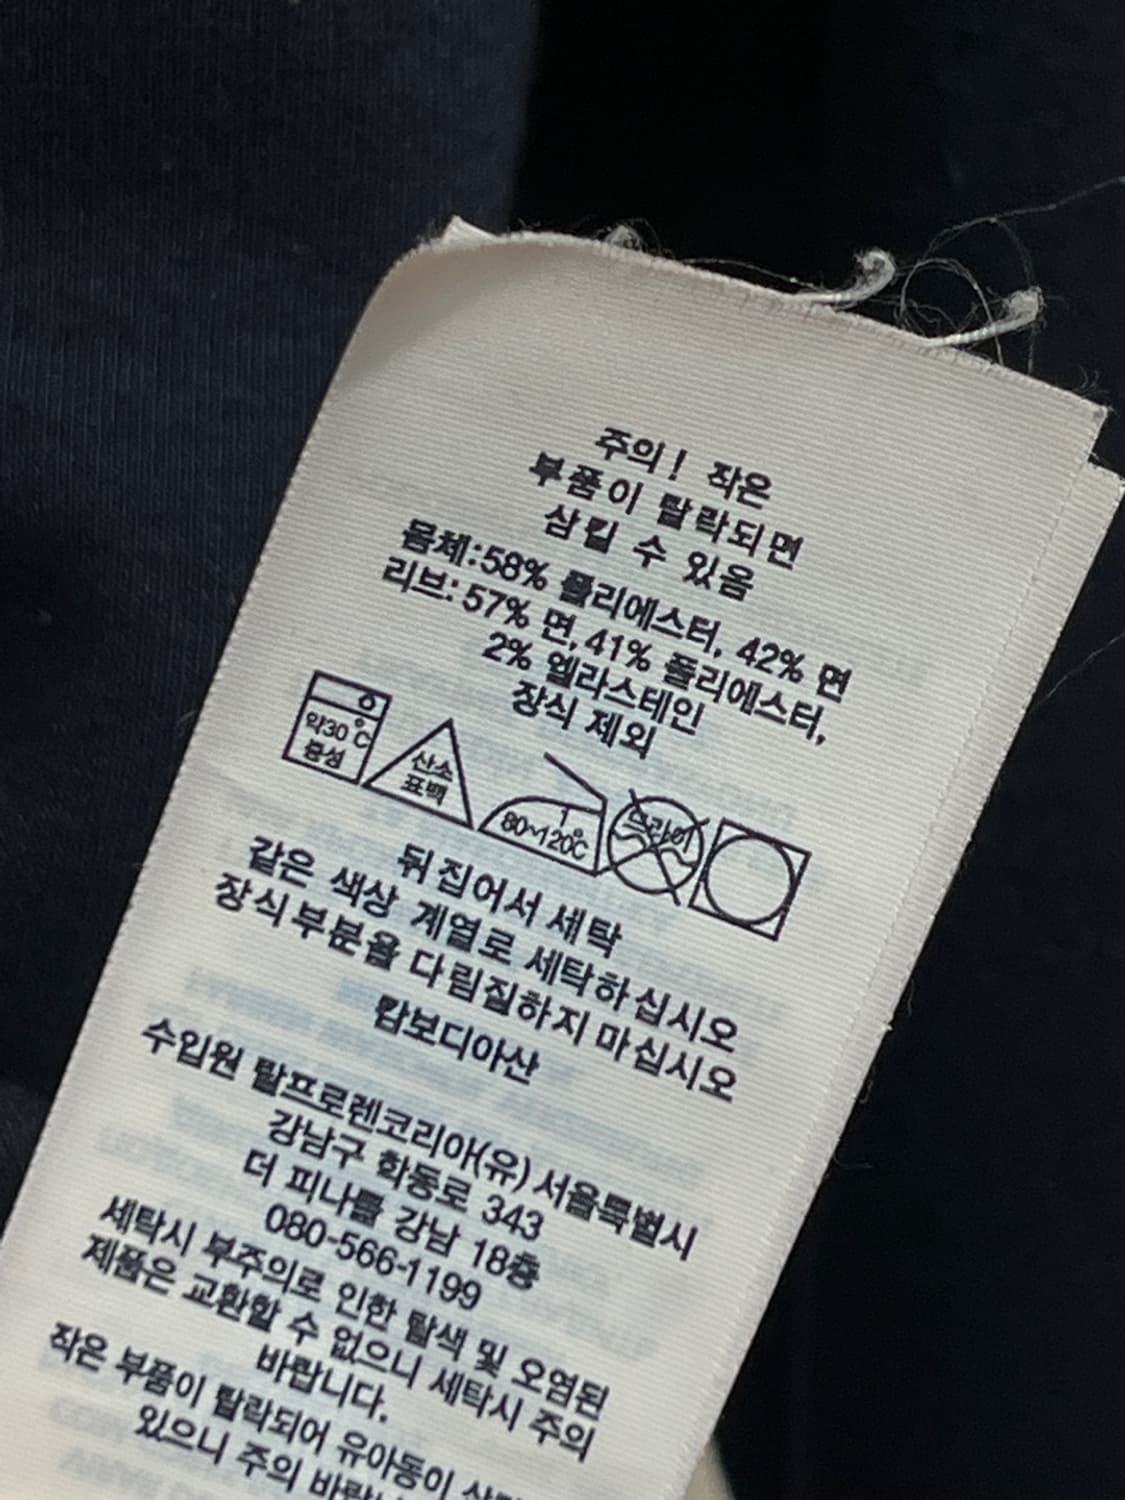 주의! 작은
부품이 탈락되면
삼킬 수 있음
몸체:58% 폴리에스터, 42% 면
리브: 57% 면, 41% 폴리에스터,
2% 엘라스테인
장식 제외
약30℃
중성
산소
표백
80~120℃
드라이
뒤집어서 세탁
같은 색상 계열로 세탁하십시오
장식부분을 다림질하지 마십시오
캄보디아산
수입원 랄프로렌코리아(유) 서울특별시
강남구 학동로 343
더 피나클 강남 18층
080-566-1199
세탁시 부주의로 인한 탈색 및 오염된
제품은 교환할 수 없으니 세탁시 주의
바랍니다.
작은 부품이 탈락되어 유아동이
있으니 주의